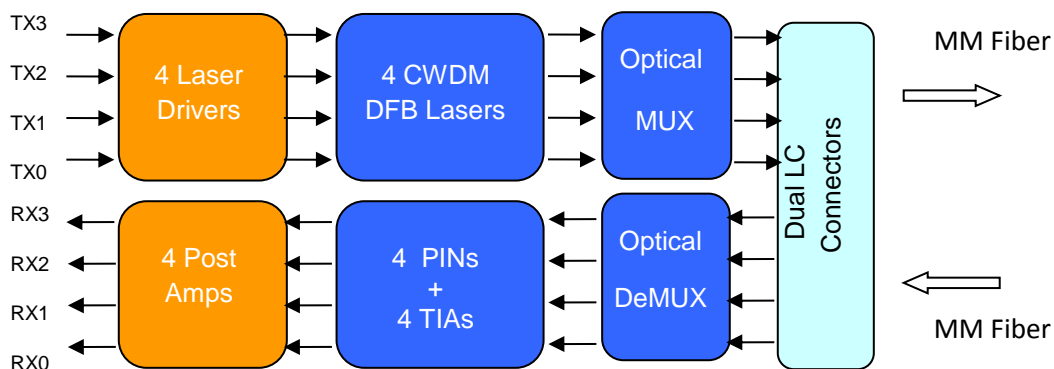 TX3
TX2
TX1
TX0
4 Laser
Drivers
4 CWDM
DFB Lasers
Optical
MUX
Dual LC
Connectors
MM Fiber
RX3
RX2
RX1
RX0
4 Post
Amps
4 PINs
+
4 TIAs
Optical
DeMUX
MM Fiber